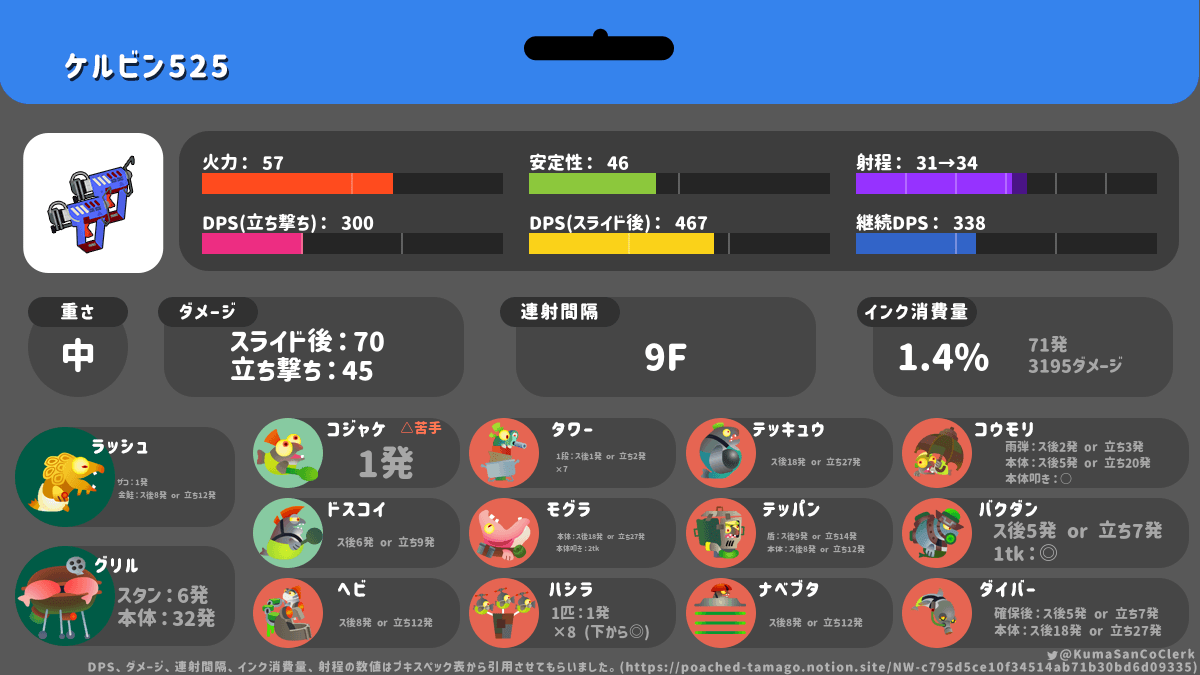 ケルビン525
火力： 57
安定性： 46
射程： 31→34
DPS(立ち撃ち)： 300
DPS(スライド後)： 467
継続DPS： 338
重さ
中
ダメージ
スライド後：70
立ち撃ち：45
連射間隔
9F
インク消費量
1.4%
71発
3195ダメージ
ラッシュ
ザコ：1発
金鮭：ス後8発 or 立ち12発
グリル
スタン：6発
本体：32発
コジャケ
△苦手
1発
タワー
1段：ス後1発 or 立ち2発
×7
テッキュウ
ス後18発 or 立ち27発
コウモリ
雨弾：ス後2発 or 立ち3発
本体：ス後5発 or 立ち20発
本体叩き：○
ドスコイ
ス後6発 or 立ち9発
モグラ
本体：ス後18発 or 立ち27発
本体叩き：2tk
テッパン
盾：ス後9発 or 立ち14発
本体：ス後8発 or 立ち12発
バクダン
ス後5発 or 立ち7発
1tk：◎
ヘビ
ス後8発 or 立ち12発
ハシラ
1匹：1発
×8 (下から◎)
ナベブタ
ス後8発 or 立ち12発
ダイバー
確保後：ス後5発 or 立ち7発
本体：ス後18発 or 立ち27発
@KumaSanCoClerk
DPS、ダメージ、連射間隔、インク消費量、射程の数値はブキスペック表から引用させてもらいました。(https://poached-tamago.notion.site/NW-c795d5ce10f34514ab71b30bd6d09335)